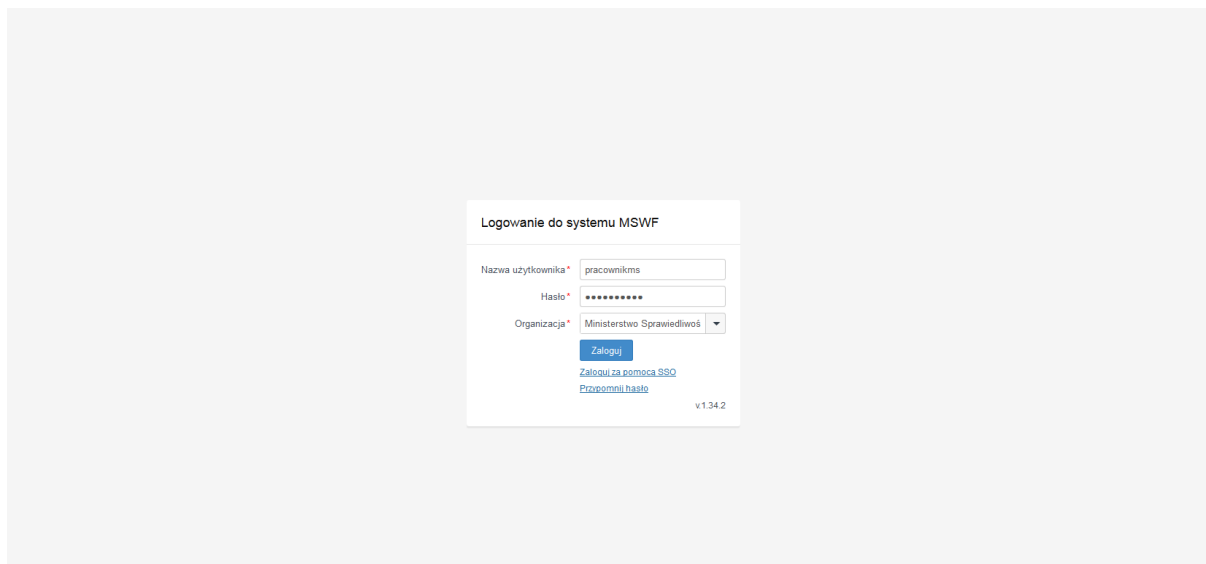 Logowanie do systemu MSWF
Nazwa użytkownika* pracownikms
Hasło* ●●●●●●●●●●
Organizacja* Ministerstwo Sprawiedliwoś
Zaloguj
Zaloguj za pomoca SSO
Przypomnij hasło
v.1.34.2